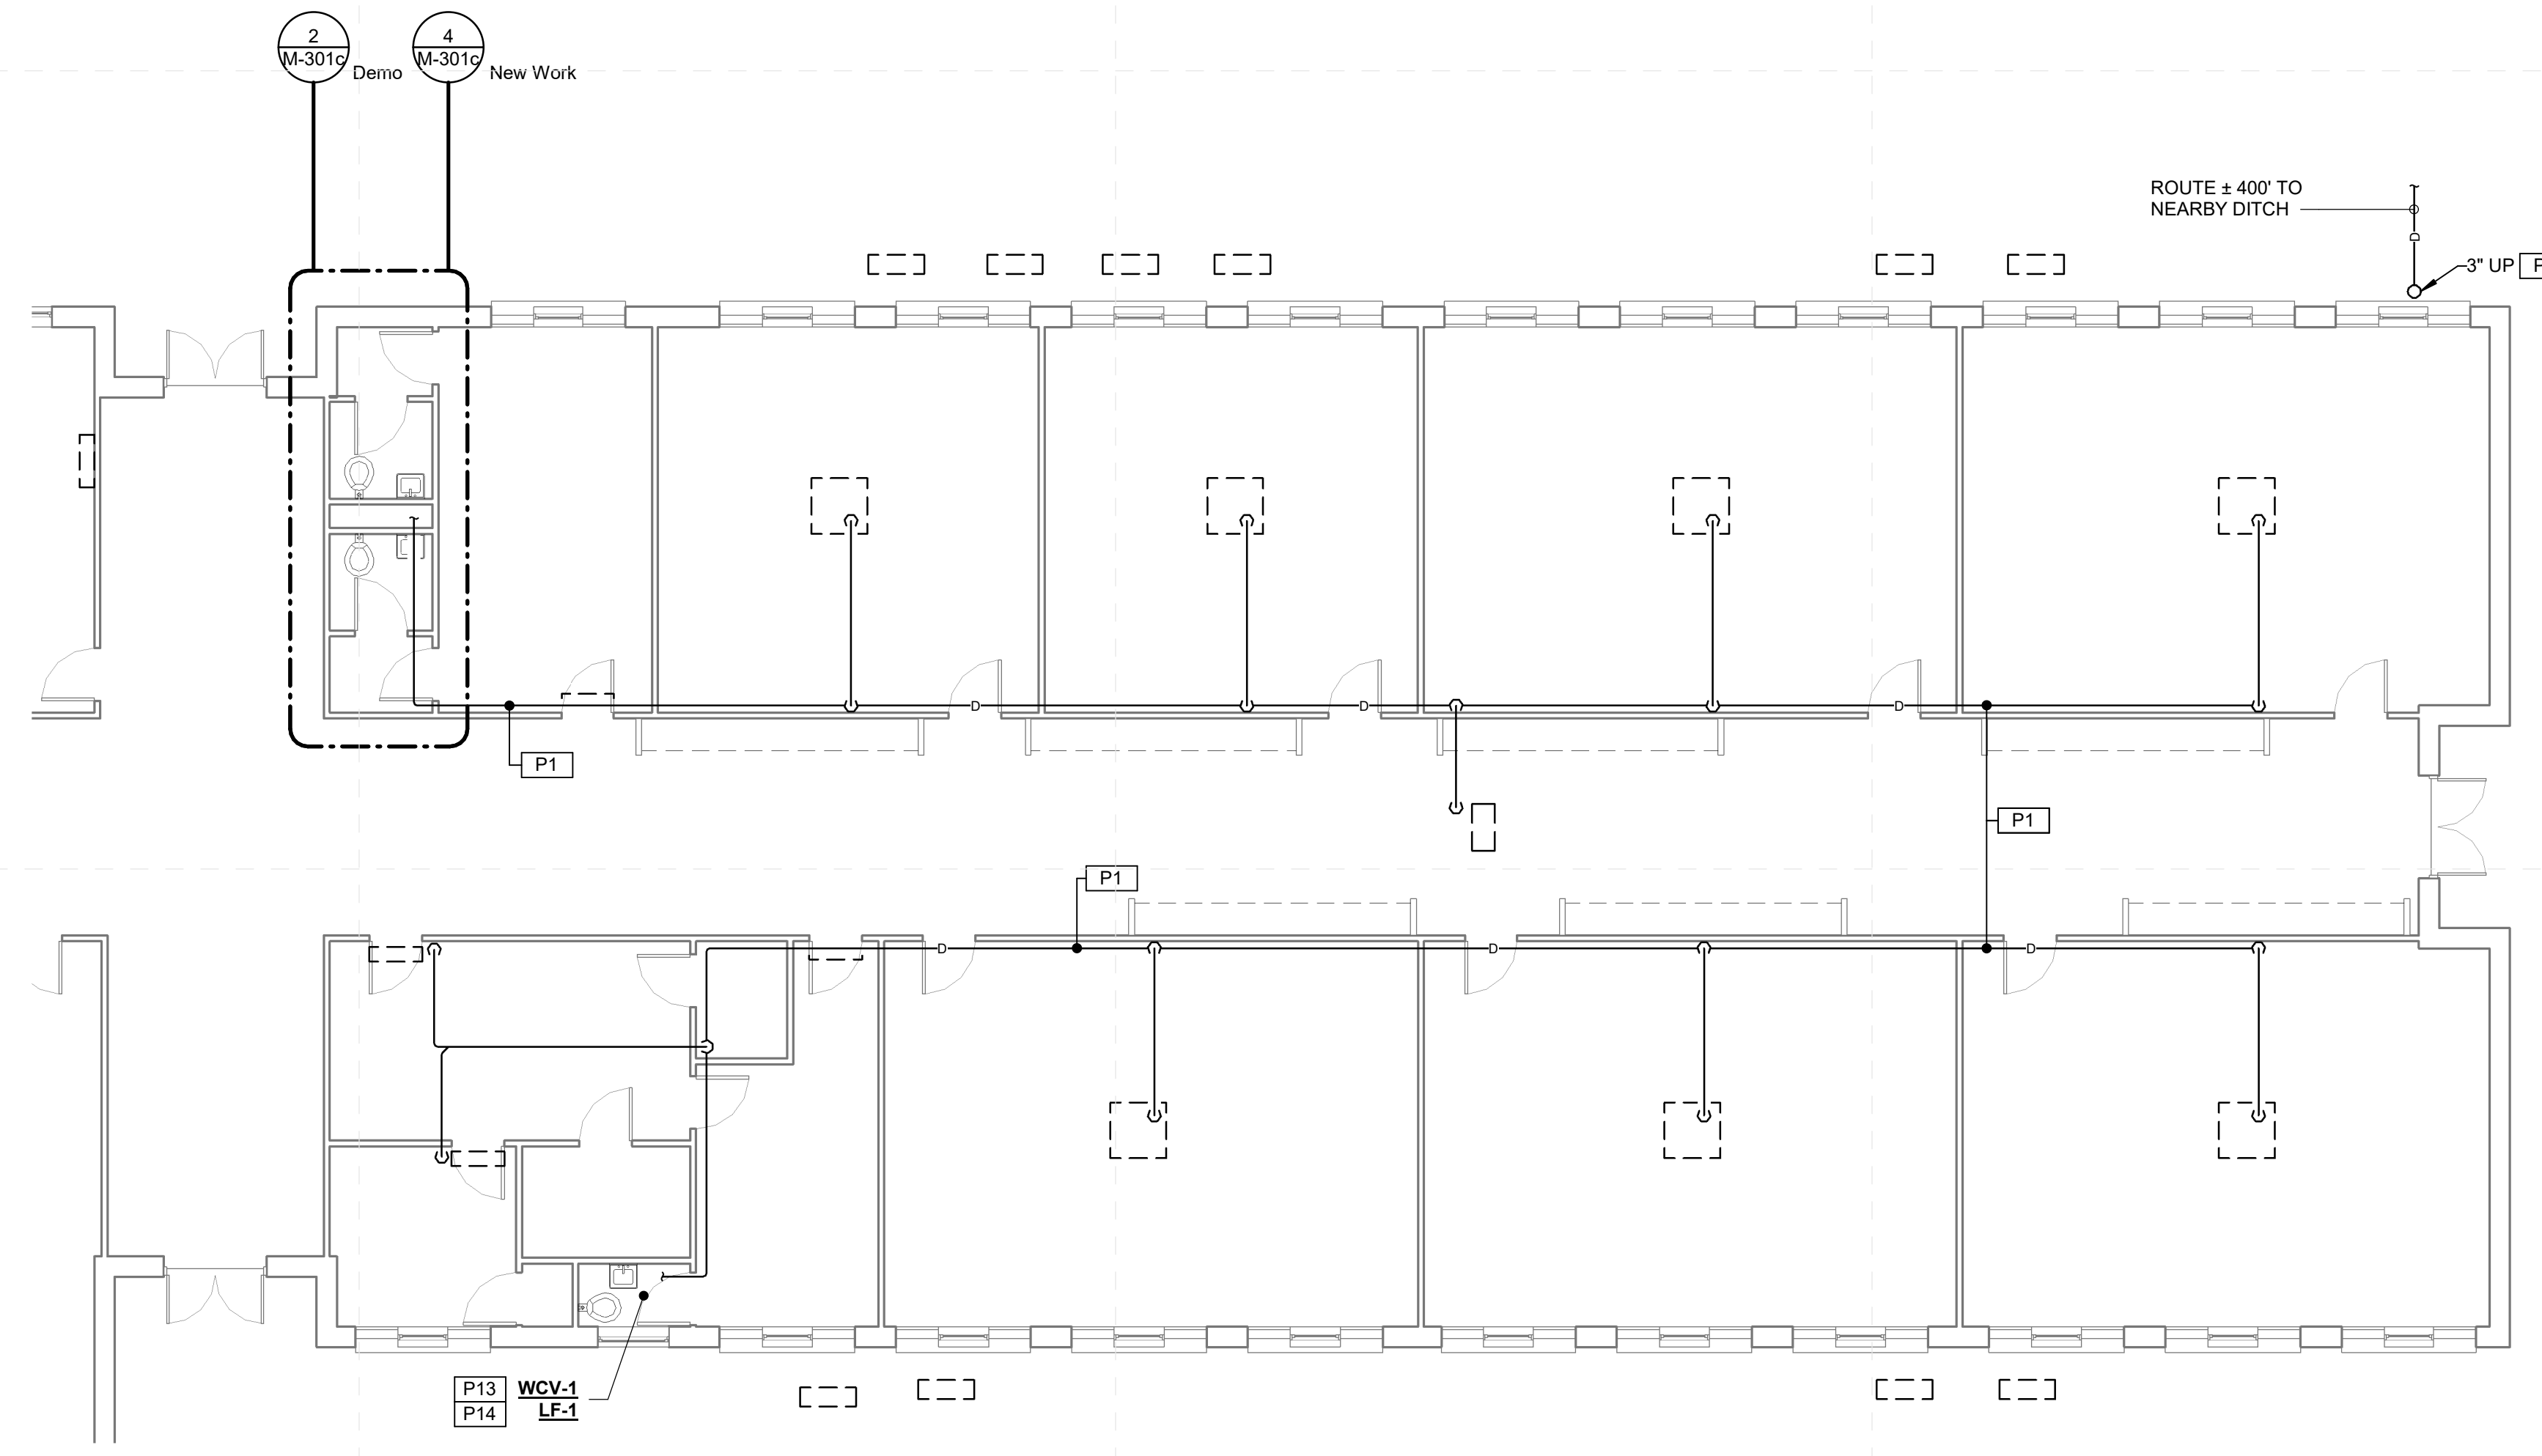 2
M-301c
Demo
4
M-301c
New Work
ROUTE ± 400' TO
NEARBY DITCH
D
3" UP
P
D
D
D
P1
P1
P1
D
D
D
P13
P14
WCV-1
LF-1